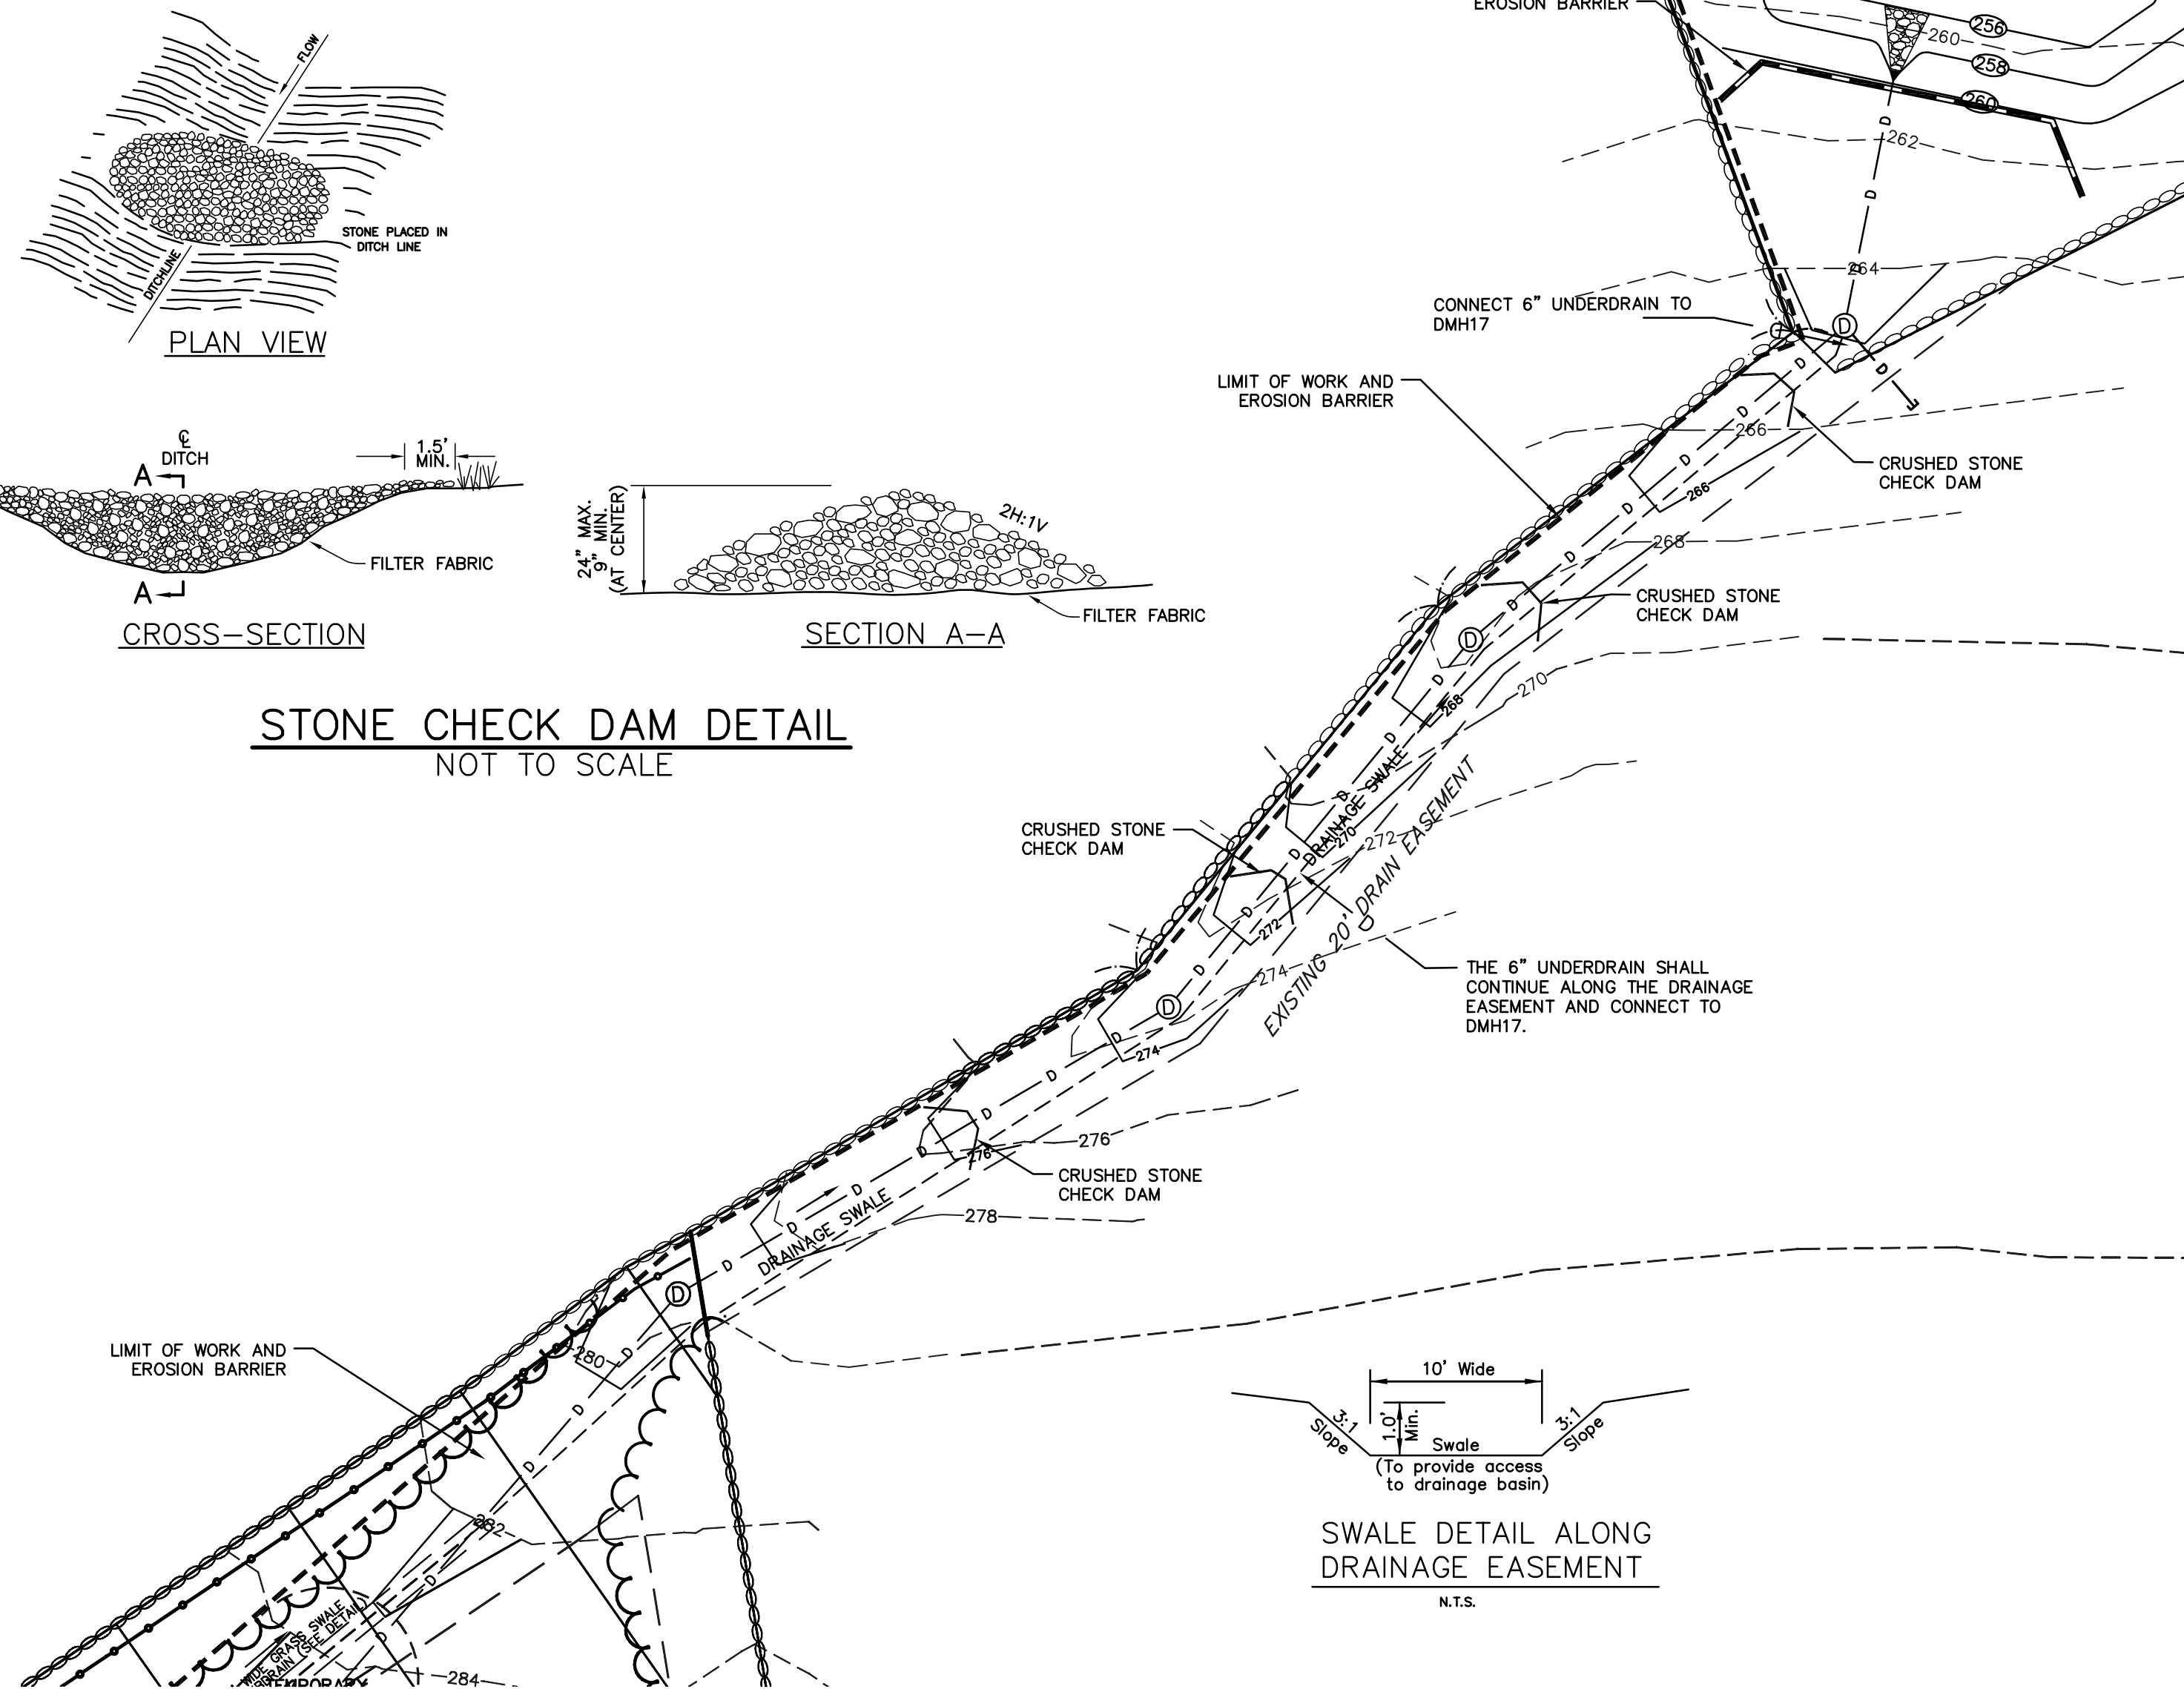 FLOW
STONE PLACED IN
DITCH LINE
DITCHLINE
PLAN VIEW
℄
DITCH
A
A
1.5'
MIN.
FILTER FABRIC
CROSS-SECTION
24" MAX.
9" MIN.
(AT CENTER)
2H:1V
FILTER FABRIC
SECTION A-A
STONE CHECK DAM DETAIL
NOT TO SCALE
EROSION BARRIER
256
260
258
260
262
264
D
D
D
CONNECT 6" UNDERDRAIN TO
DMH17
D
D
LIMIT OF WORK AND
EROSION BARRIER
D
D
266
CRUSHED STONE
CHECK DAM
D
266
D
268
D
CRUSHED STONE
CHECK DAM
D
D
D
270
268
D
DRAINAGE SWALE
D
270
272
EXISTING 20' DRAIN EASEMENT
CRUSHED STONE
CHECK DAM
D
D
272
D
THE 6" UNDERDRAIN SHALL
CONTINUE ALONG THE DRAINAGE
EASEMENT AND CONNECT TO
DMH17.
274
D
D
D
274
D
D
276
276
D
CRUSHED STONE
CHECK DAM
D
D
DRAINAGE SWALE
278
D
D
LIMIT OF WORK AND
EROSION BARRIER
280
D
D
D
282
D
D
WIDE GRASS SWALE
DRAIN (SEE DETAIL)
284
10' Wide
3:1
Slope
1.0'
Min.
3:1
Slope
Swale
(To provide access
to drainage basin)
SWALE DETAIL ALONG
DRAINAGE EASEMENT
N.T.S.